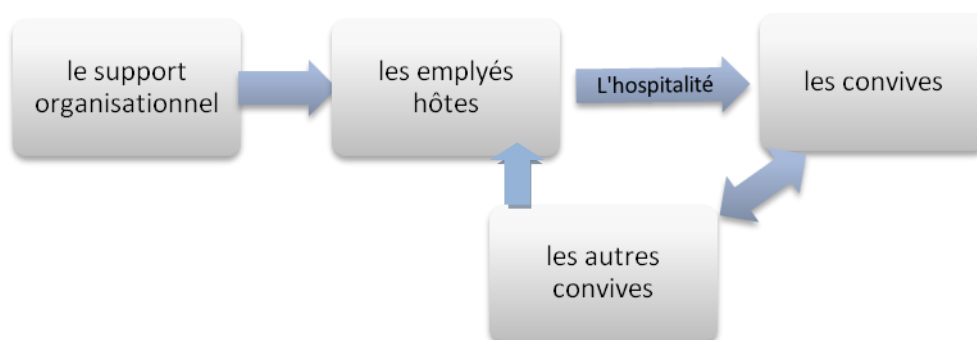 le support
organisationnel
les emplyés
hôtes
L'hospitalité
les convives
les autres
convives